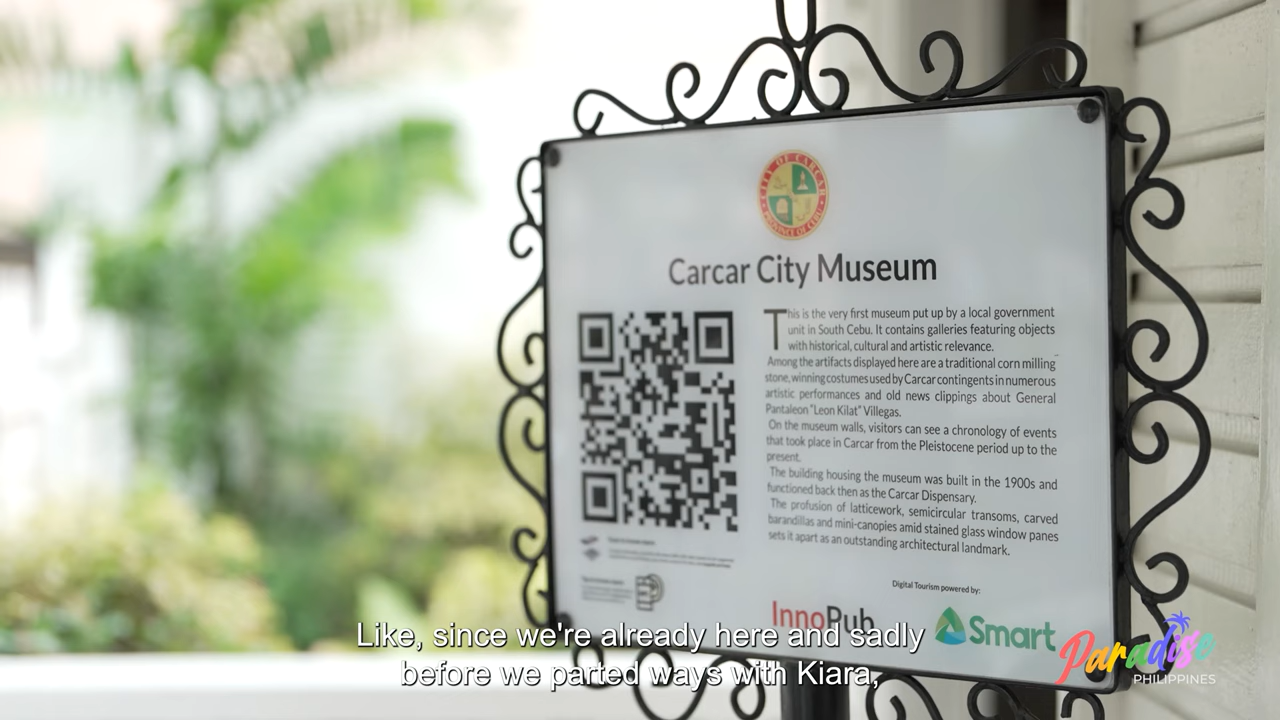 CITY OF CARCAR
PROVINCE OF CEBU
Carcar City Museum
This is the very first museum put up by a local government
unit in South Cebu. It contains galleries featuring objects
with historical, cultural and artistic relevance.
Among the artifacts displayed here are a traditional corn milling
stone, winning costumes used by Carcar contingents in numerous
artistic performances and old news clippings about General
Pantaleon "Leon Kilat" Villegas.
On the museum walls, visitors can see a chronology of events
that took place in Carcar from the Pleistocene period up to the
present.
The building housing the museum was built in the 1900s and
functioned back then as the Carcar Dispensary.
The profusion of latticework, semicircular transoms, carved
barandillas and mini-canopies amid stained glass window panes
sets it apart as an outstanding architectural landmark.
Digital Tourism powered by:
InnoPub
Smart
Like, since we're already here and sadly
before we parted ways with Kiara,
Paradise
PHILIPPINES